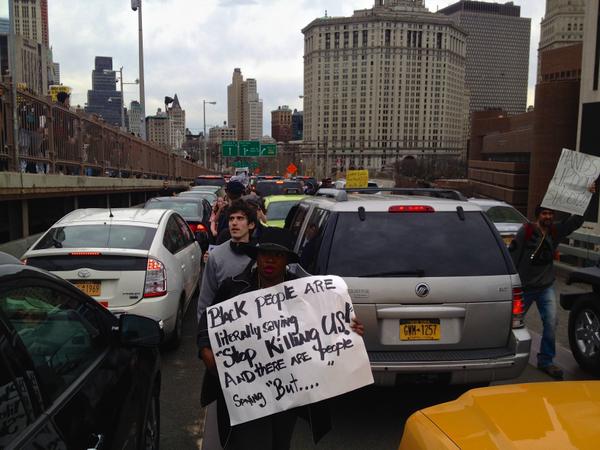 BLACK PEOPLE ARE
literally saying
"Stop Killing US!"
AND tHERE ARE people
SAYING "But....."
GWM-1257